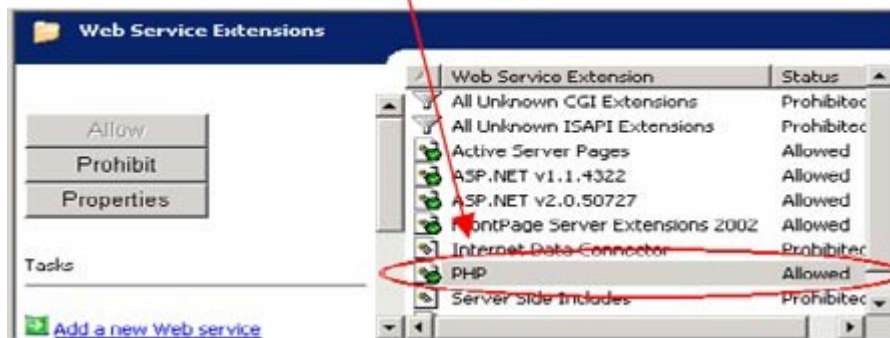 Web Service Extensions
Allow
Prohibit
Properties
Tasks
Add a new Web service
Web Service Extension Status
All Unknown CGI Extensions Prohibited
All Unknown ISAPI Extensions Prohibited
Active Server Pages Allowed
ASP.NET v1.1.4322 Allowed
ASP.NET v2.0.50727 Allowed
FrontPage Server Extensions 2002 Allowed
Internet Data Connector Prohibited
PHP Allowed
Server Side Includes Prohibited